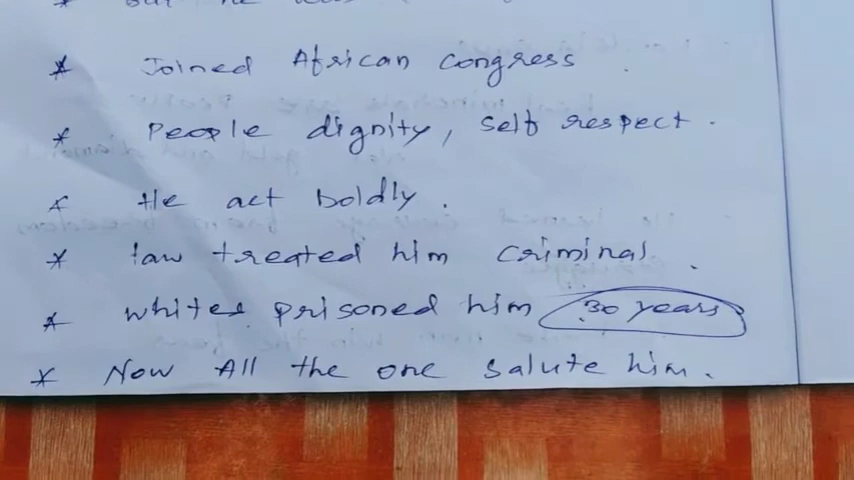 * Joined African Congress
* People dignity, self respect.
* He act boldly.
* law treated him criminal.
* whites prisoned him 30 years
* Now All the one salute him.